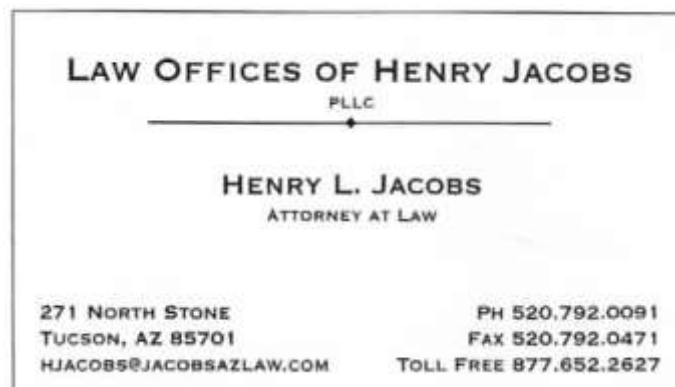 LAW OFFICES OF HENRY JACOBS
PLLC
HENRY L. JACOBS
ATTORNEY AT LAW
271 NORTH STONE
TUCSON, AZ 85701
HJACOBS@JACOBSAZLAW.COM
PH 520.792.0091
FAX 520.792.0471
TOLL FREE 877.652.2627